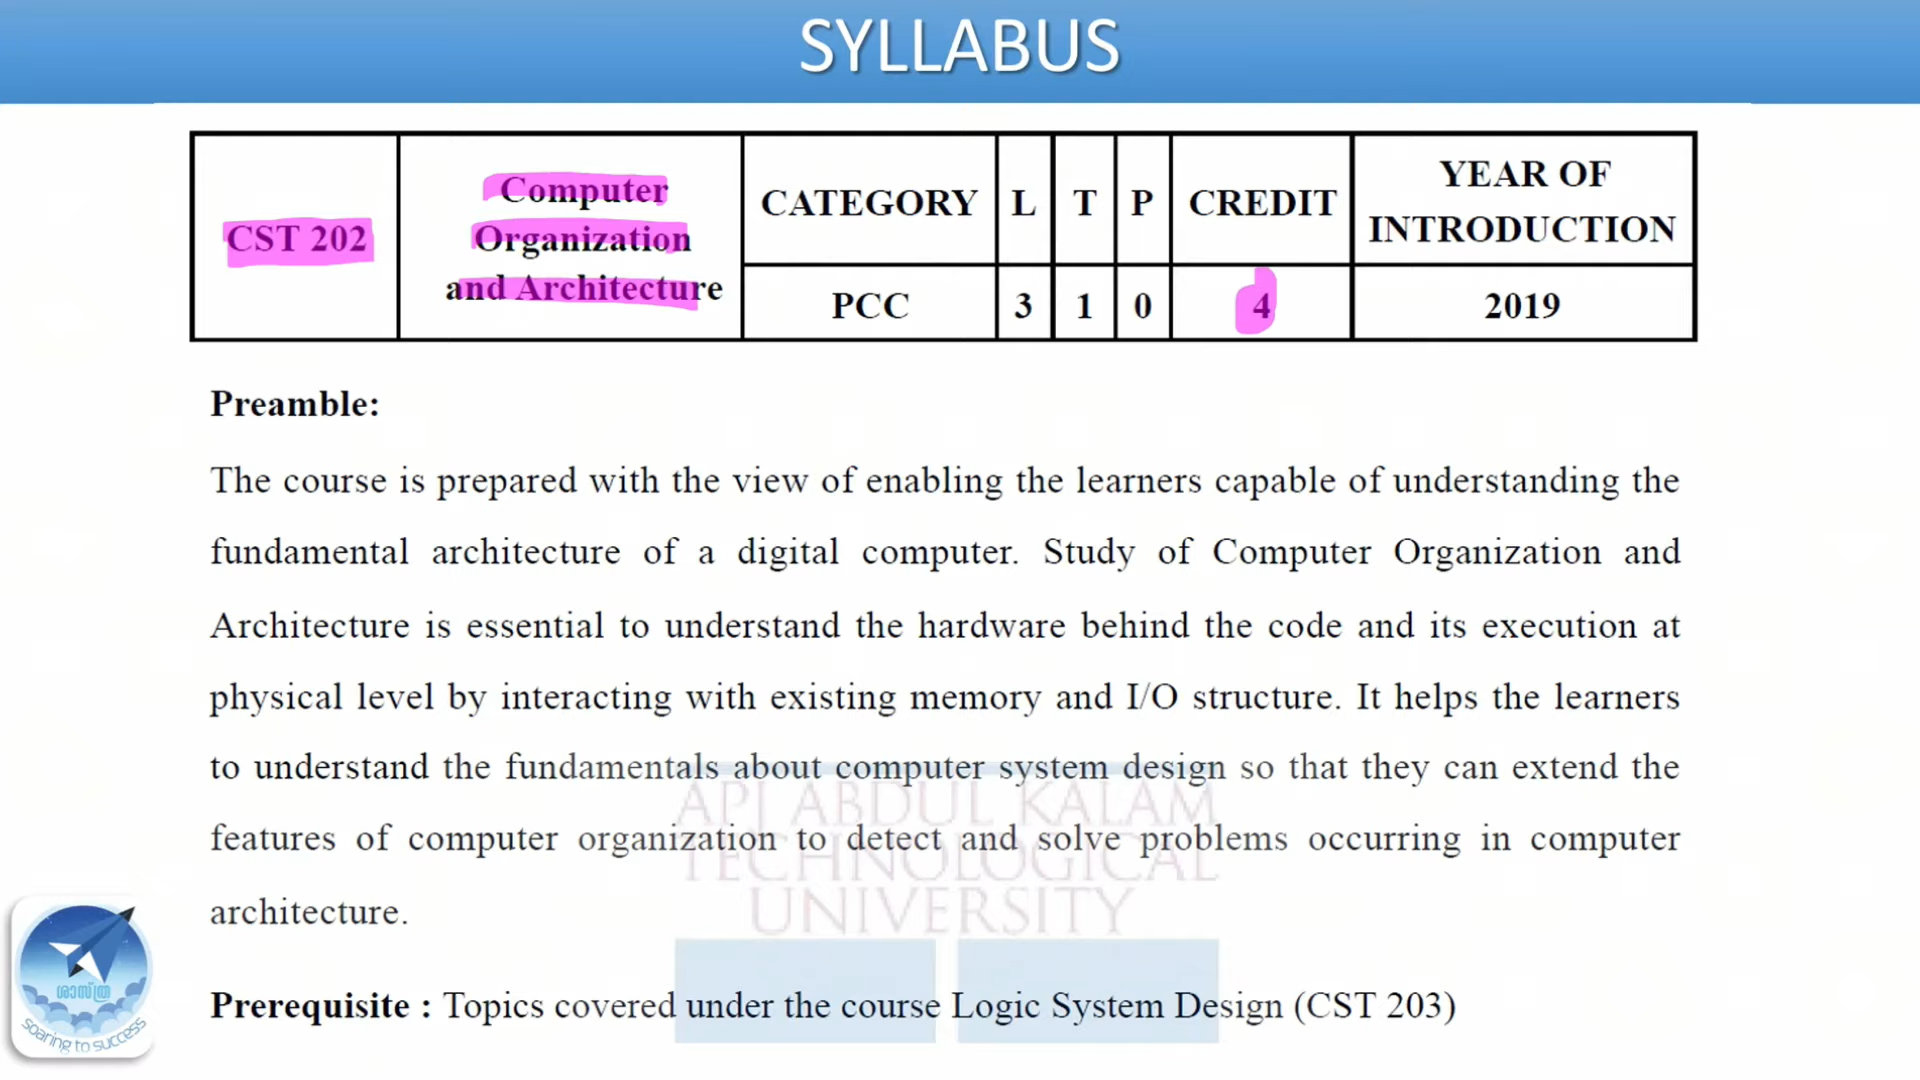 SYLLABUS
CST 202
Computer
Organization
and Architecture
CATEGORY L T P CREDIT
YEAR OF
INTRODUCTION
PCC 3 1 0 4 2019
Preamble:
The course is prepared with the view of enabling the learners capable of understanding the
fundamental architecture of a digital computer. Study of Computer Organization and
Architecture is essential to understand the hardware behind the code and its execution at
physical level by interacting with existing memory and I/O structure. It helps the learners
to understand the fundamentals about computer system design so that they can extend the
features of computer organization to detect and solve problems occurring in computer
architecture.
APJ ABDUL KALAM
TECHNOLOGICAL
UNIVERSITY
Prerequisite : Topics covered under the course Logic System Design (CST 203)
ശാസ്ത്ര
soaring to success